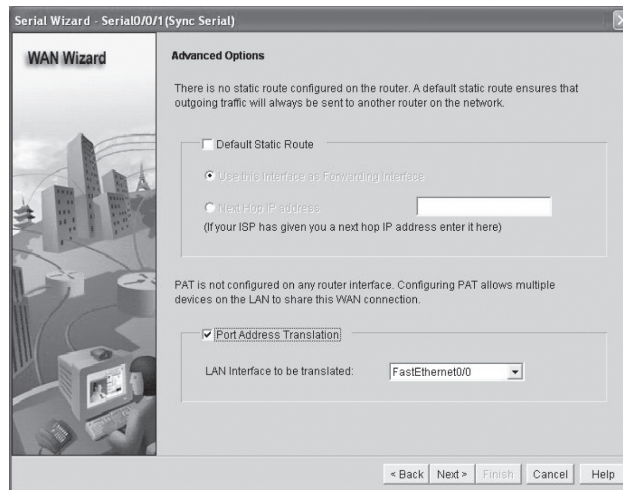 Serial Wizard - Serial0/0/1(Sync Serial)
WAN Wizard
Advanced Options
There is no static route configured on the router. A default static route ensures that
outgoing traffic will always be sent to another router on the network.
Default Static Route
Use this Interface as Forwarding Interface
Next Hop IP address
(If your ISP has given you a next hop IP address enter it here)
PAT is not configured on any router interface. Configuring PAT allows multiple
devices on the LAN to share this WAN connection.
Port Address Translation
LAN Interface to be translated: FastEthernet0/0
< Back Next > Finish Cancel Help